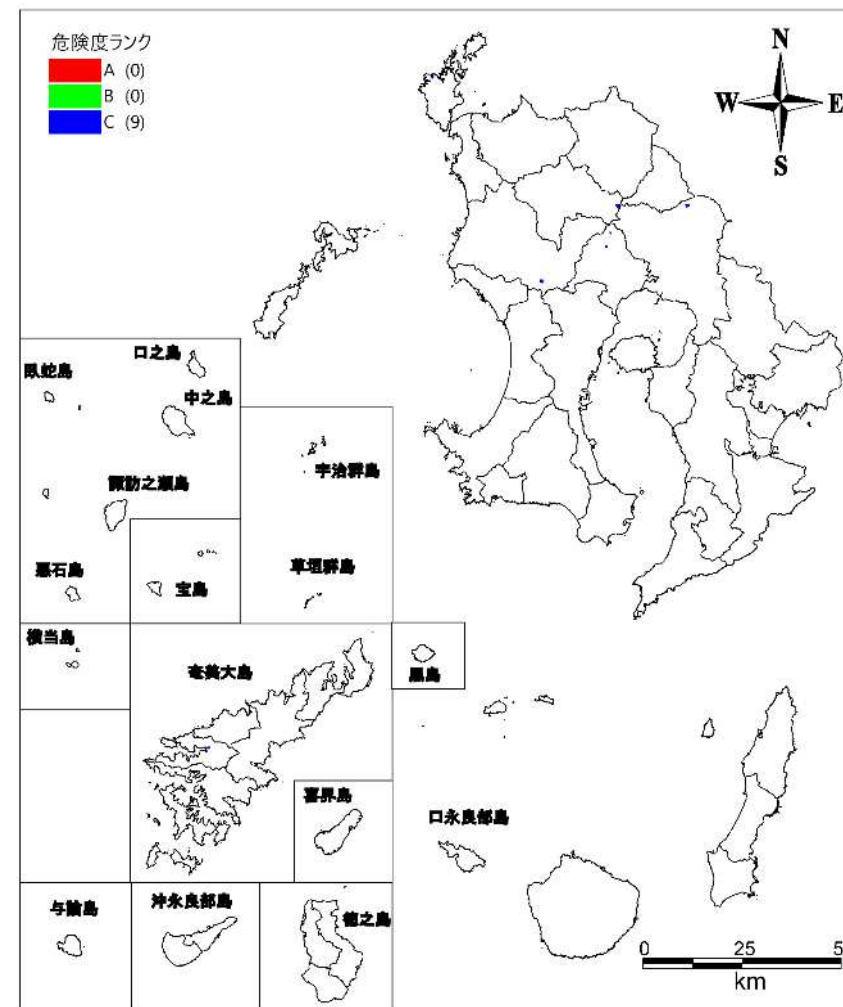 危険度ランク
A (0)
B (0)
C (9)
N
W
E
S
口之島
臥蛇島
中之島
諏訪之瀬島
宇治群島
悪石島
宝島
草垣群島
横当島
奄美大島
黒島
喜界島
口永良部島
与論島
沖永良部島
徳之島
0 25 5
km